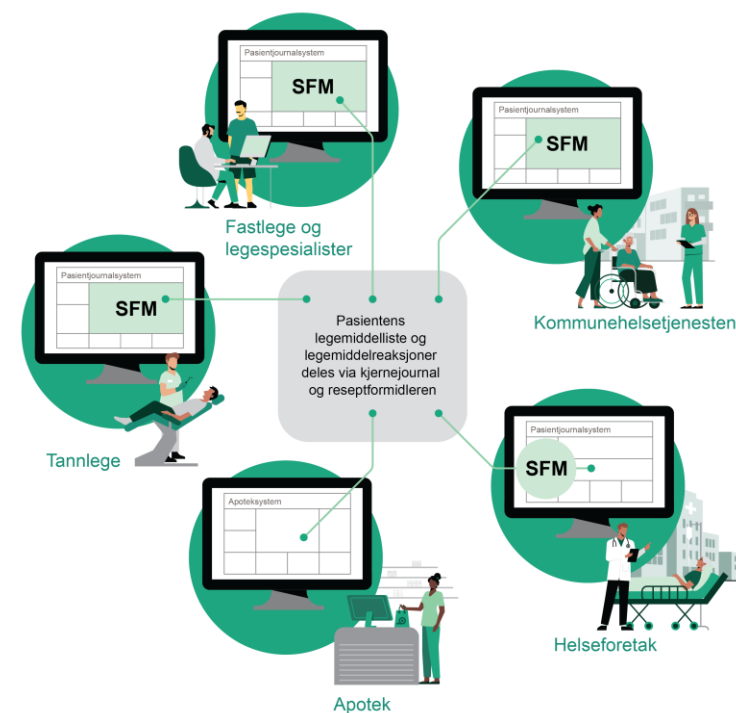 Pasientjournalsystem
SFM
Fastlege og
legespesialister
Pasientjournalsystem
SFM
Kommunehelsetjenesten
Pasientjournalsystem
SFM
Tannlege
Pasientens
legemiddelliste og
legemiddelreaksjoner
deles via kjernejournal
og reseptformidleren
Pasientjournalsystem
SFM
Helseforetak
Apoteksystem
Apotek